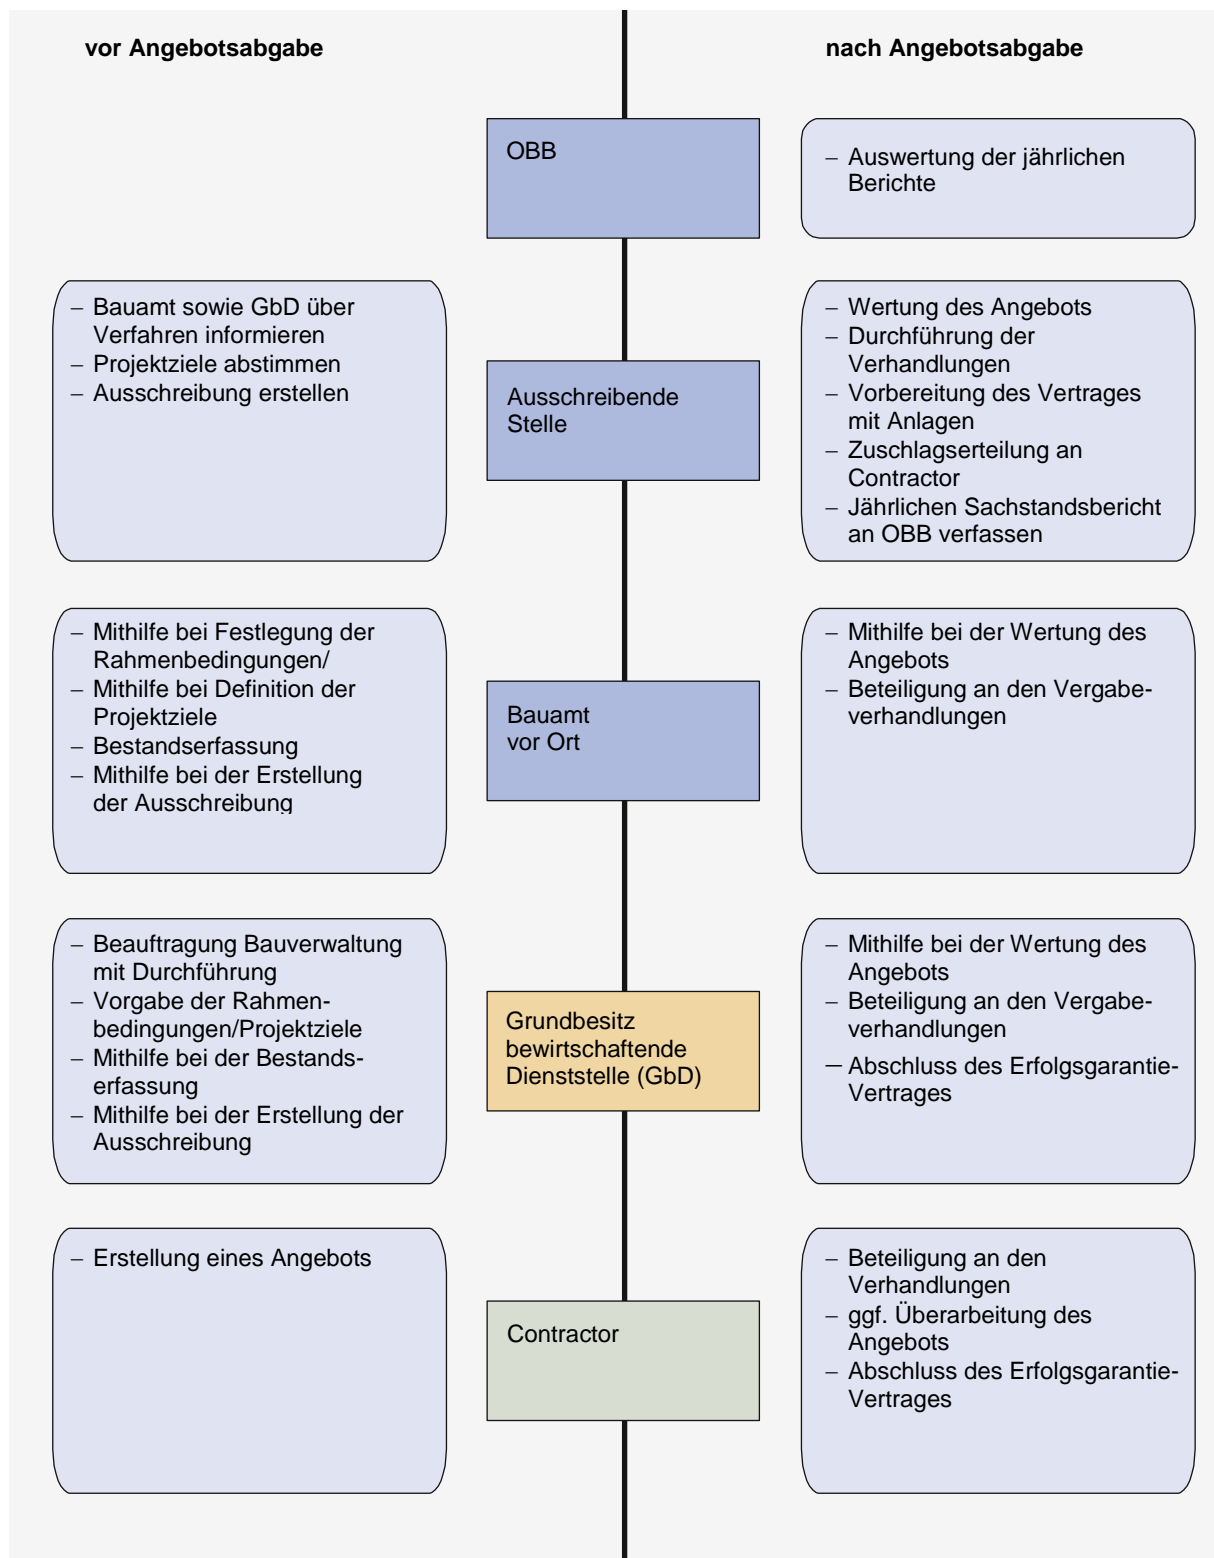 vor Angebotsabgabe
nach Angebotsabgabe
OBB
– Auswertung der jährlichen
Berichte
– Bauamt sowie GbD über
Verfahren informieren
– Projektziele abstimmen
– Ausschreibung erstellen
Ausschreibende
Stelle
– Wertung des Angebots
– Durchführung der
Verhandlungen
– Vorbereitung des Vertrages
mit Anlagen
– Zuschlagserteilung an
Contractor
– Jährlichen Sachstandsbericht
an OBB verfassen
– Mithilfe bei Festlegung der
Rahmenbedingungen/
– Mithilfe bei Definition der
Projektziele
– Bestandserfassung
– Mithilfe bei der Erstellung
der Ausschreibung
Bauamt
vor Ort
– Mithilfe bei der Wertung des
Angebots
– Beteiligung an den Vergabe-
verhandlungen
– Beauftragung Bauverwaltung
mit Durchführung
– Vorgabe der Rahmen-
bedingungen/Projektziele
– Mithilfe bei der Bestands-
erfassung
– Mithilfe bei der Erstellung der
Ausschreibung
Grundbesitz
bewirtschaftende
Dienststelle (GbD)
– Mithilfe bei der Wertung des
Angebots
– Beteiligung an den Vergabe-
verhandlungen
– Abschluss des Erfolgsgarantie-
Vertrages
– Erstellung eines Angebots
Contractor
– Beteiligung an den
Verhandlungen
– ggf. Überarbeitung des
Angebots
– Abschluss des Erfolgsgarantie-
Vertrages